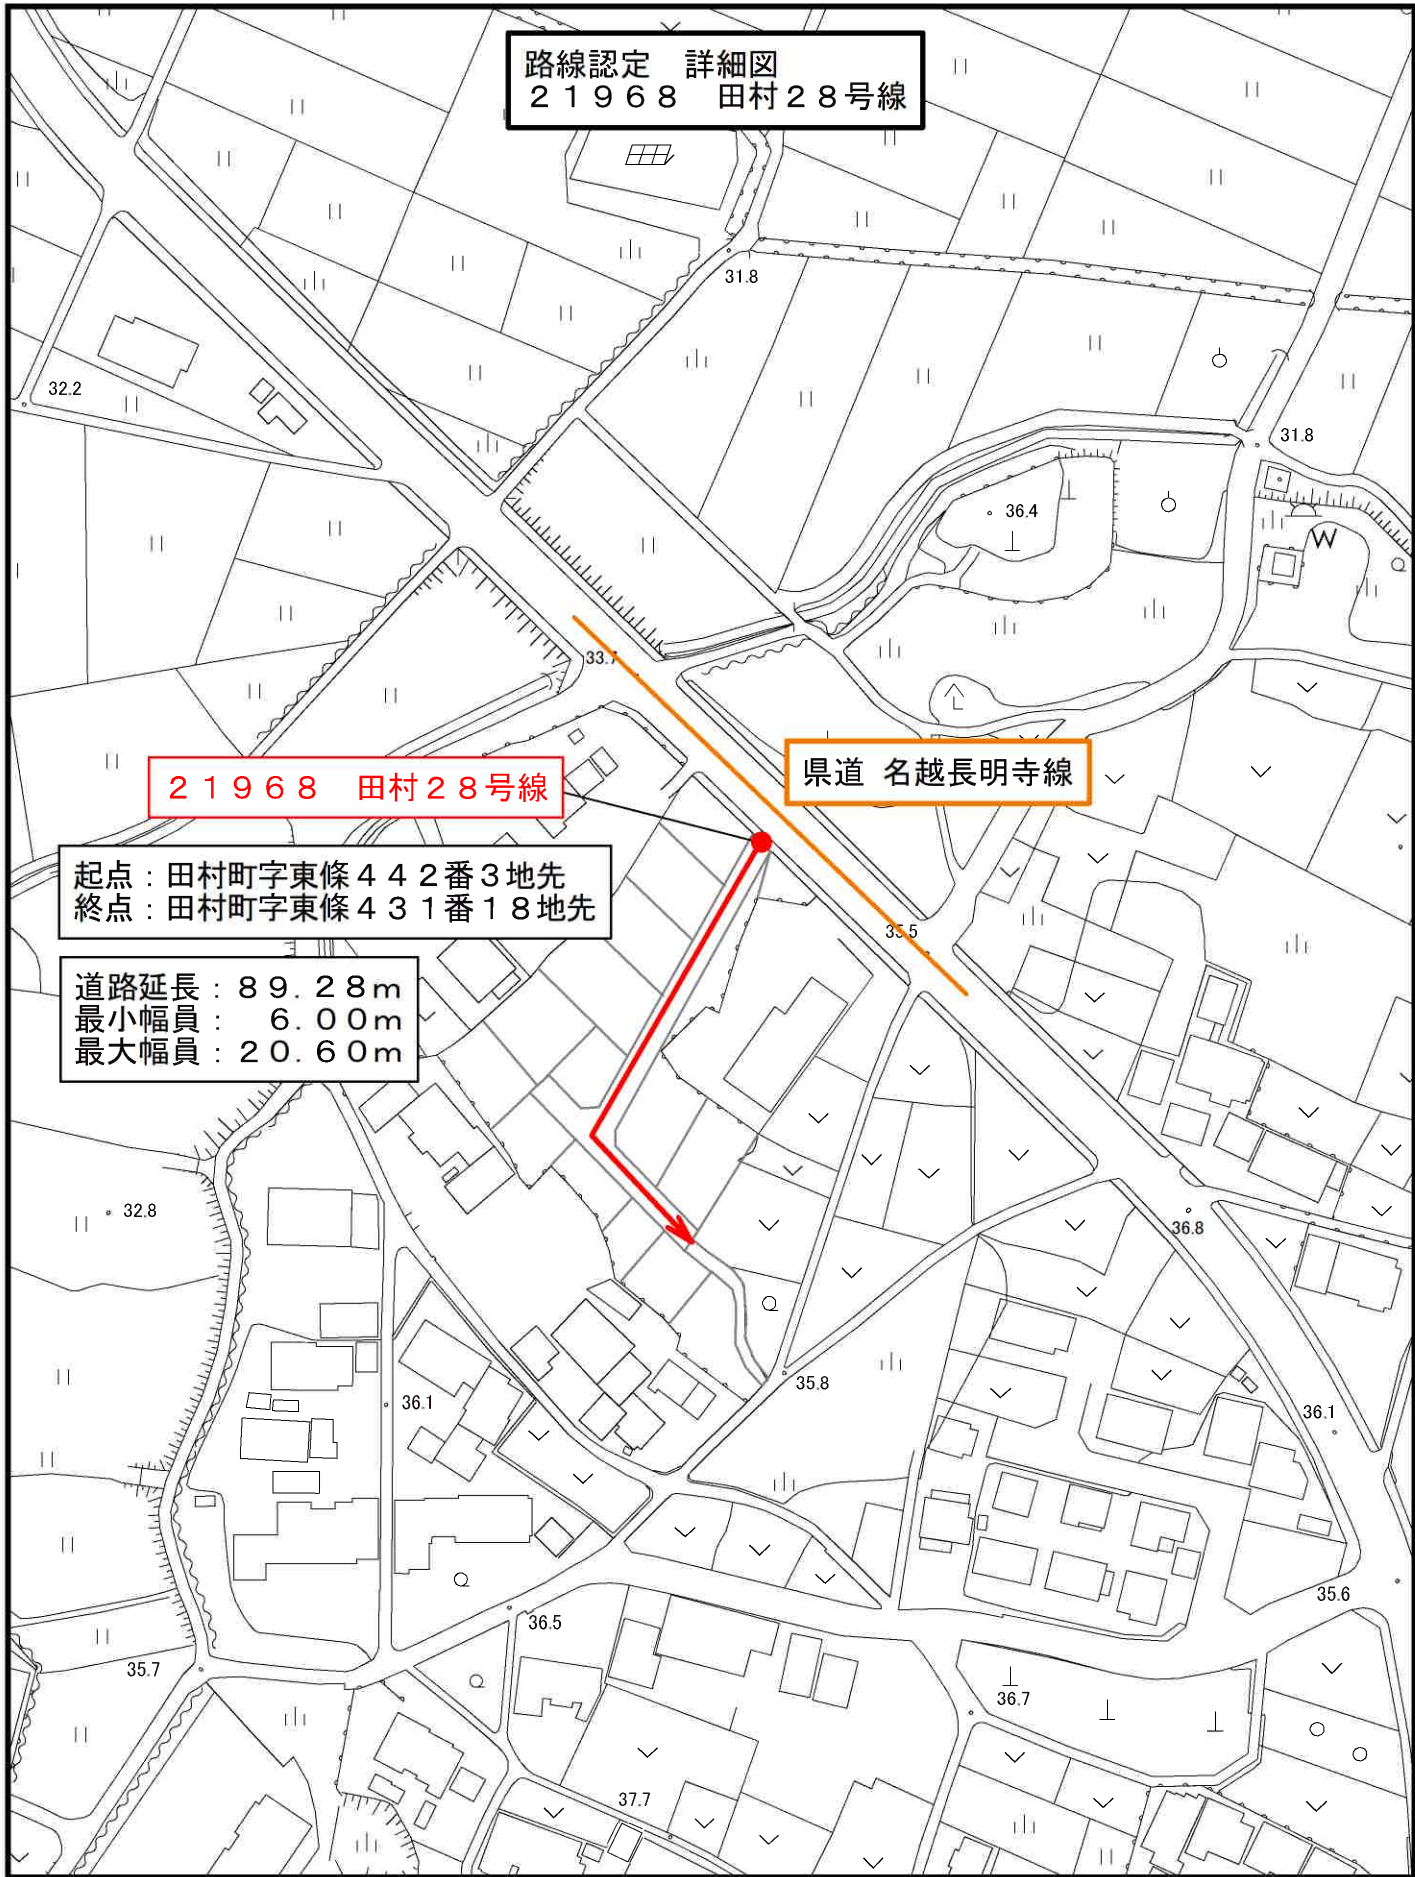 路線認定　詳細図
２１９６８　田村２８号線
31.8
32.2
31.8
36.4
W
33.7
県道 名越長明寺線
２１９６８　田村２８号線
起点：田村町字東條４４２番３地先
終点：田村町字東條４３１番１８地先
35.5
道路延長：８９.２８ｍ
最小幅員：　６.００ｍ
最大幅員：２０.６０ｍ
32.8
36.8
35.8
36.1
36.1
35.6
36.5
35.7
36.7
37.7